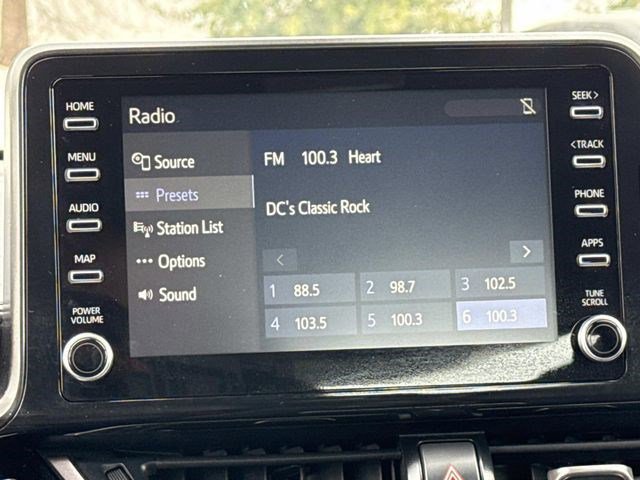 Radio
HOME
MENU
AUDIO
MAP
POWER
VOLUME
Source
Presets
Station List
Options
Sound
FM 100.3 Heart
DC's Classic Rock
< >
1 88.5 2 98.7 3 102.5
4 103.5 5 100.3 6 100.3
SEEK >
< TRACK
PHONE
APPS
TUNE
SCROLL